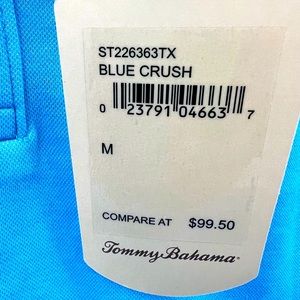 ST226363TX
BLUE CRUSH
0 23791 04663 7
M
COMPARE AT $99.50
Tommy Bahama